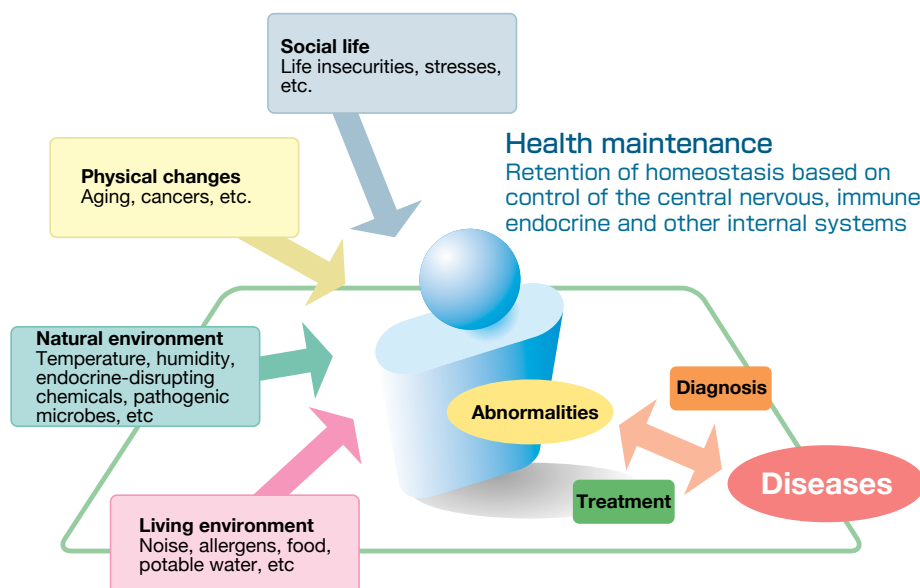 Social life
Life insecurities, stresses,
etc.
Physical changes
Aging, cancers, etc.
Health maintenance
Retention of homeostasis based on
control of the central nervous, immune
endocrine and other internal systems
Natural environment
Temperature, humidity,
endocrine-disrupting
chemicals, pathogenic
microbes, etc
Abnormalities
Diagnosis
Diseases
Treatment
Living environment
Noise, allergens, food,
potable water, etc